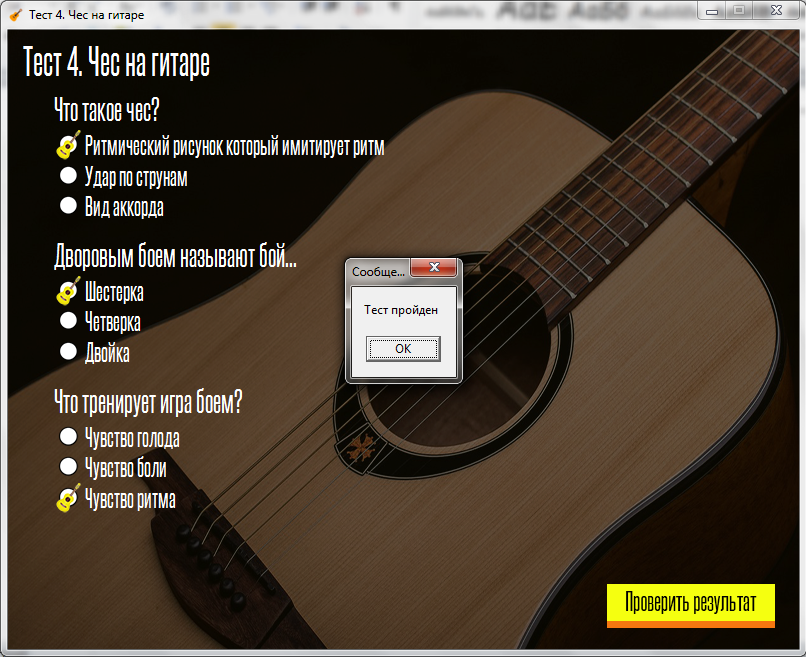 Тест 4. Чес на гитаре
Тест 4. Чес на гитаре
Что такое чес?
Ритмический рисунок который имитирует ритм
Удар по струнам
Вид аккорда
Дворовым боем называют бой...
Шестерка
Четверка
Двойка
Что тренирует игра боем?
Чувство голода
Чувство боли
Чувство ритма
Сообще...
Тест пройден
ОК
Проверить результат